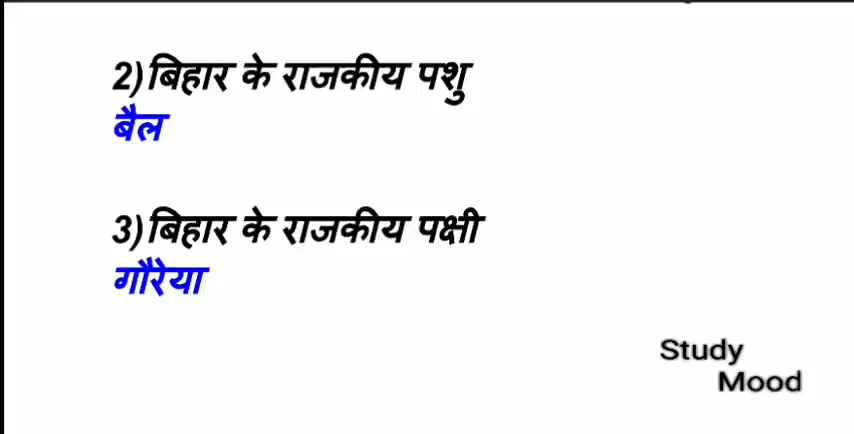 2)बिहार के राजकीय पशु
बैल
3)बिहार के राजकीय पक्षी
गौरैया
Study
Mood